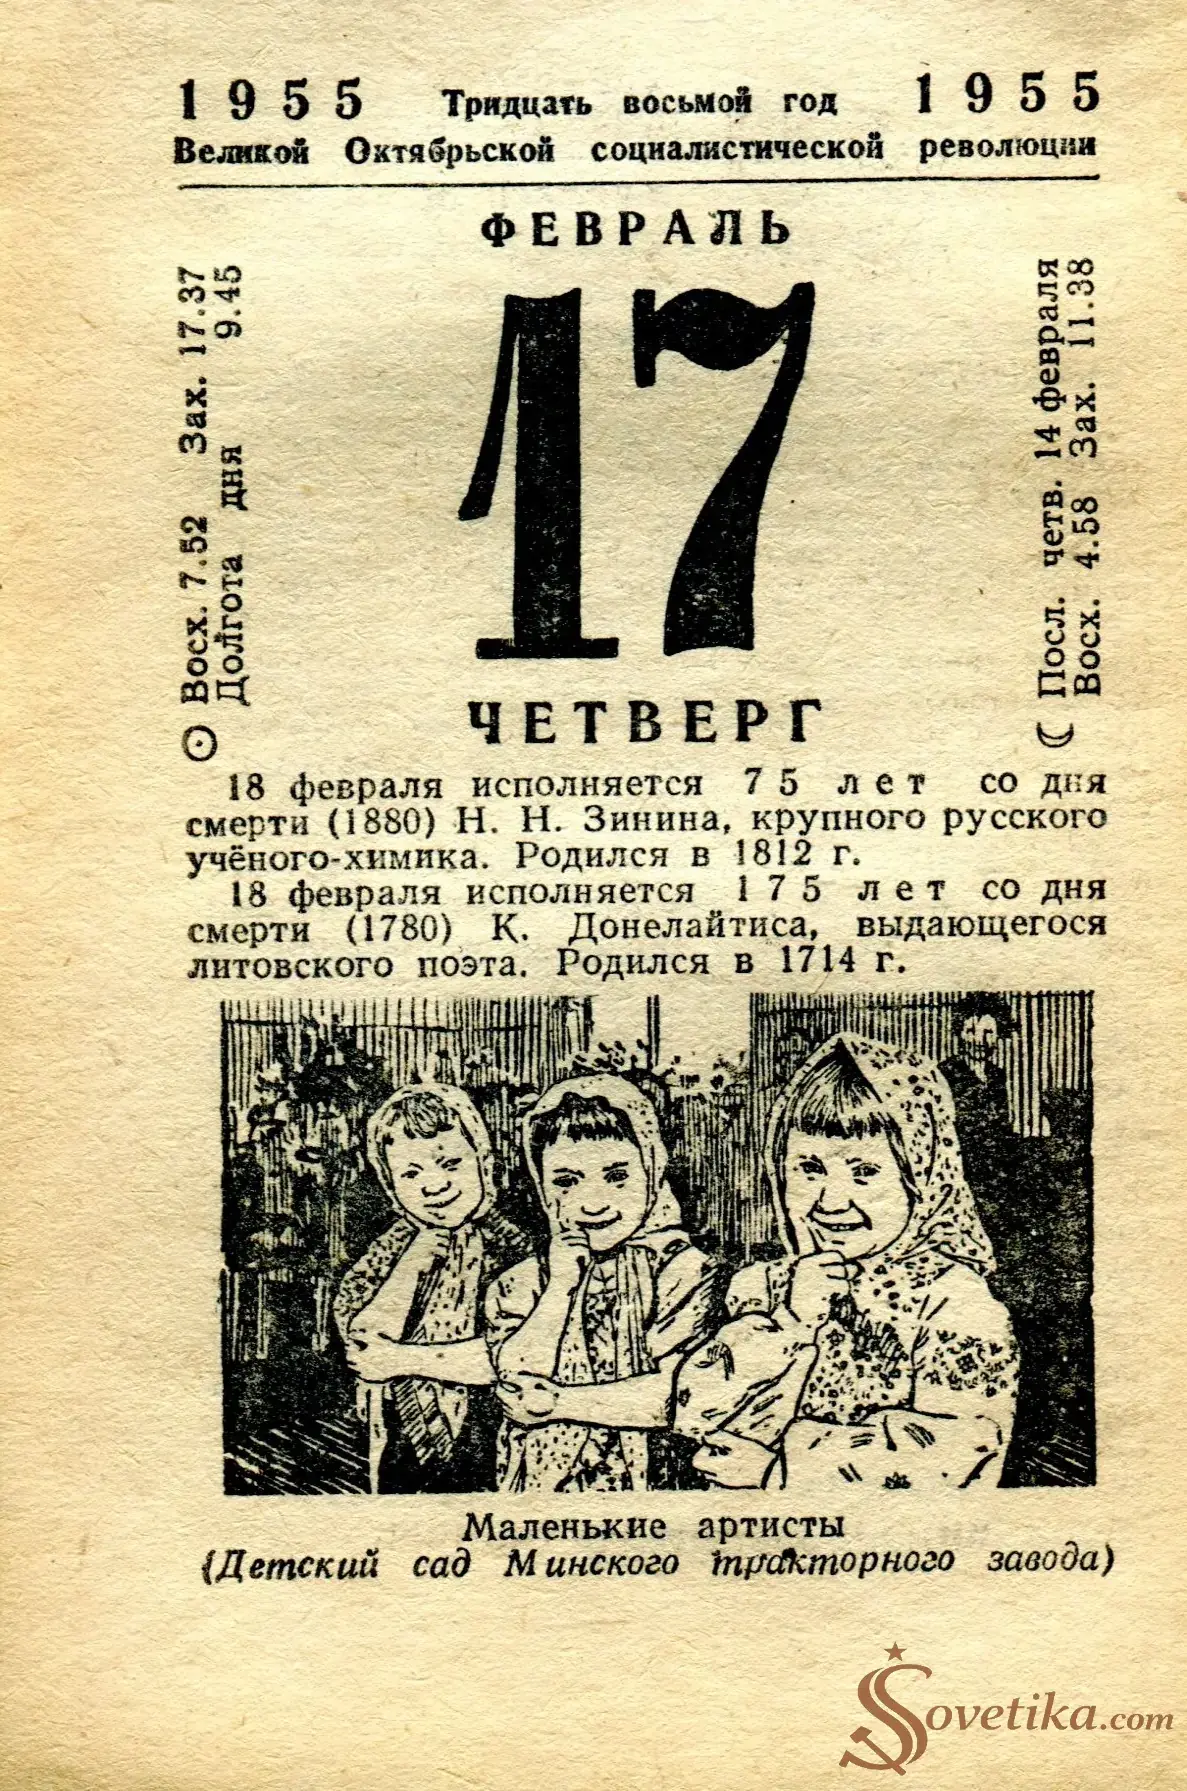 1955 Тридцать восьмой год 1955
Великой Октябрьской социалистической революции
ФЕВРАЛЬ
Восх. 7.52 Зах. 17.37
Долгота дня 9.45
17
Посл. четв. 14 февраля
Восх. 4.58 Зах. 11.38
ЧЕТВЕРГ
18 февраля исполняется 75 лет со дня
смерти (1880) Н. Н. Зинина, крупного русского
учёного-химика. Родился в 1812 г.
18 февраля исполняется 175 лет со дня
смерти (1780) К. Донелайтиса, выдающегося
литовского поэта. Родился в 1714 г.
Маленькие артисты
(Детский сад Минского тракторного завода)
Sovetika.com